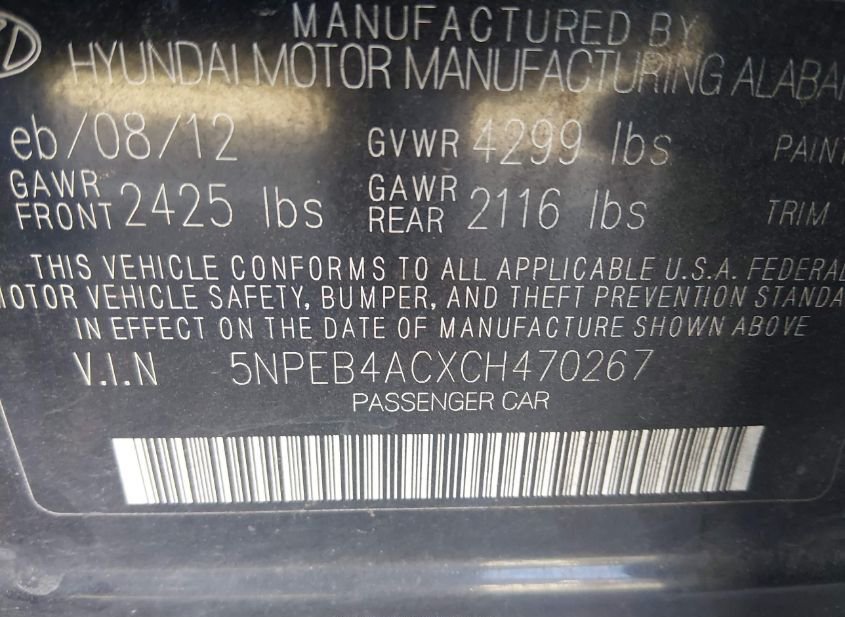 MANUFACTURED BY
HYUNDAI MOTOR MANUFACTURING ALABA
eb/08/12 GVWR 4299 lbs PAINT
GAWR FRONT 2425 lbs GAWR REAR 2116 lbs TRIM
THIS VEHICLE CONFORMS TO ALL APPLICABLE U.S.A. FEDERAL
OTOR VEHICLE SAFETY, BUMPER, AND THEFT PREVENTION STANDA
IN EFFECT ON THE DATE OF MANUFACTURE SHOWN ABOVE
V.I.N 5NPEB4ACXCH470267
PASSENGER CAR